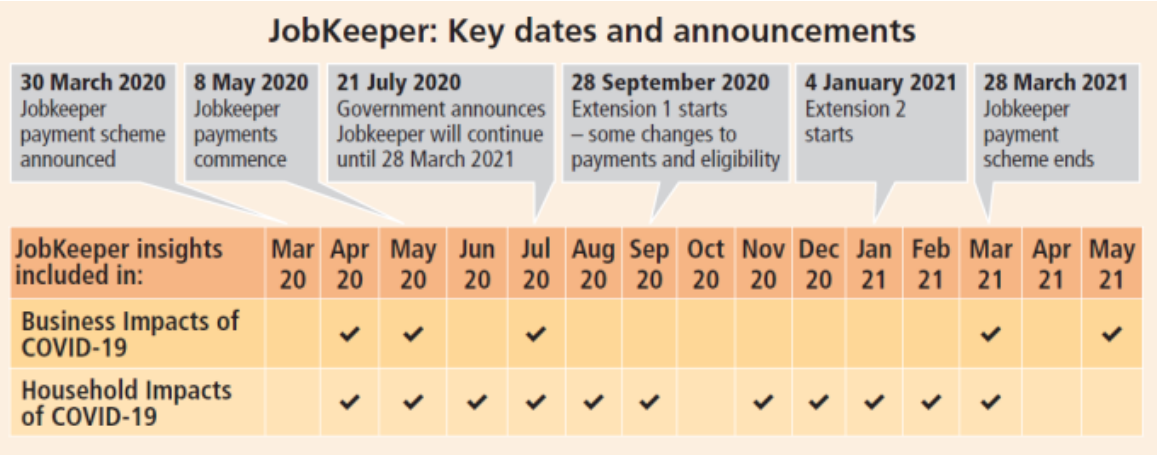 JobKeeper: Key dates and announcements
30 March 2020
Jobkeeper
payment scheme
announced
8 May 2020
Jobkeeper
payments
commence
21 July 2020
Government announces
Jobkeeper will continue
until 28 March 2021
28 September 2020
Extension 1 starts
– some changes to
payments and eligibility
4 January 2021
Extension 2
starts
28 March 2021
Jobkeeper
payment
scheme ends
JobKeeper insights
included in:
Mar
20
Apr
20
May
20
Jun
20
Jul
20
Aug
20
Sep
20
Oct
20
Nov
20
Dec
20
Jan
21
Feb
21
Mar
21
Apr
21
May
21
Business Impacts of
COVID-19
✔ ✔ ✔ ✔ ✔
Household Impacts
of COVID-19
✔ ✔ ✔ ✔ ✔ ✔ ✔ ✔ ✔ ✔ ✔